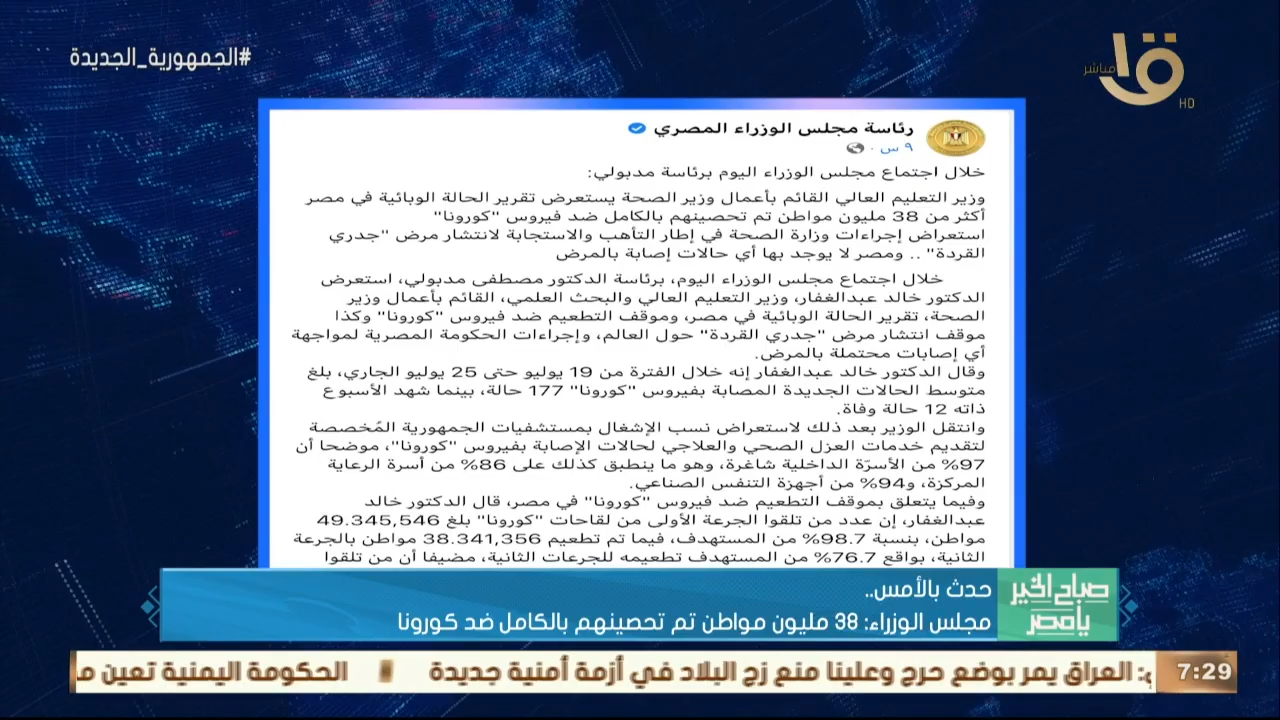 #الجمهورية_الجديدة
مباشر
HD
رئاسة مجلس الوزراء المصري
٩ س ·
خلال اجتماع مجلس الوزراء اليوم برئاسة مدبولي:
وزير التعليم العالي القائم بأعمال وزير الصحة يستعرض تقرير الحالة الوبائية في مصر
أكثر من 38 مليون مواطن تم تحصينهم بالكامل ضد فيروس "كورونا"
استعراض إجراءات وزارة الصحة في إطار التأهب والاستجابة لانتشار مرض "جدري
القردة" .. ومصر لا يوجد بها أي حالات إصابة بالمرض
خلال اجتماع مجلس الوزراء اليوم، برئاسة الدكتور مصطفى مدبولي، استعرض
الدكتور خالد عبدالغفار، وزير التعليم العالي والبحث العلمي، القائم بأعمال وزير
الصحة، تقرير الحالة الوبائية في مصر، وموقف التطعيم ضد فيروس "كورونا" وكذا
موقف انتشار مرض "جدري القردة" حول العالم، وإجراءات الحكومة المصرية لمواجهة
أي إصابات محتملة بالمرض.
وقال الدكتور خالد عبدالغفار إنه خلال الفترة من 19 يوليو حتى 25 يوليو الجاري، بلغ
متوسط الحالات الجديدة المصابة بفيروس "كورونا" 177 حالة، بينما شهد الأسبوع
ذاته 12 حالة وفاة.
وانتقل الوزير بعد ذلك لاستعراض نسب الإشغال بمستشفيات الجمهورية المُخصصة
لتقديم خدمات العزل الصحي والعلاجي لحالات الإصابة بفيروس "كورونا"، موضحا أن
97% من الأسرّة الداخلية شاغرة، وهو ما ينطبق كذلك على 86% من أسرة الرعاية
المركزة، و94% من أجهزة التنفس الصناعي.
وفيما يتعلق بموقف التطعيم ضد فيروس "كورونا" في مصر، قال الدكتور خالد
عبدالغفار، إن عدد من تلقوا الجرعة الأولى من لقاحات "كورونا" بلغ 49.345,546
مواطن، بنسبة 98.7% من المستهدف، فيما تم تطعيم 38.341,356 مواطن بالجرعة
الثانية، بواقع 76.7% من المستهدف تطعيمه للجرعات الثانية، مضيفا أن من تلقوا
صباح الخير
يا مصر
حدث بالأمس..
مجلس الوزراء: 38 مليون مواطن تم تحصينهم بالكامل ضد كورونا
7:29
: العراق يمر بوضع حرج وعلينا منع زج البلاد في أزمة أمنية جديدة
الحكومة اليمنية تعين